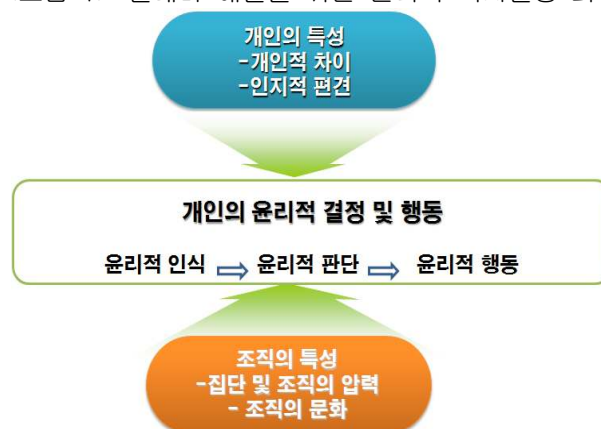 개인의 특성
-개인적 차이
-인지적 편견
개인의 윤리적 결정 및 행동
윤리적 인식 윤리적 판단 윤리적 행동
조직의 특성
-집단 및 조직의 압력
- 조직의 문화